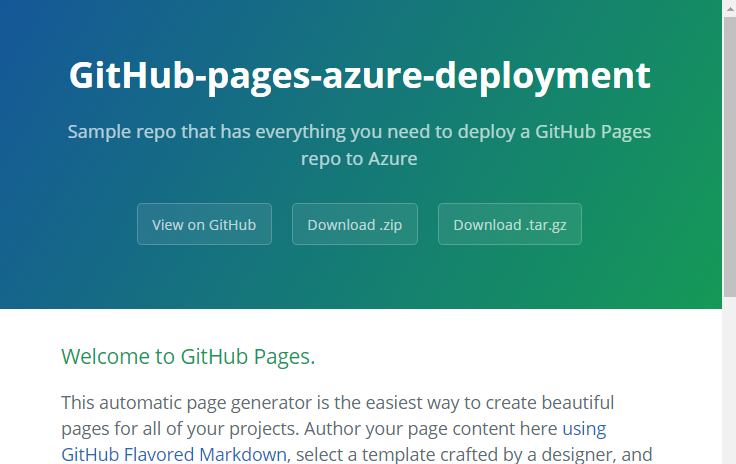 GitHub-pages-azure-deployment
Sample repo that has everything you need to deploy a GitHub Pages
repo to Azure
View on GitHub
Download .zip
Download .tar.gz
Welcome to GitHub Pages.
This automatic page generator is the easiest way to create beautiful
pages for all of your projects. Author your page content here using
GitHub Flavored Markdown, select a template crafted by a designer, and